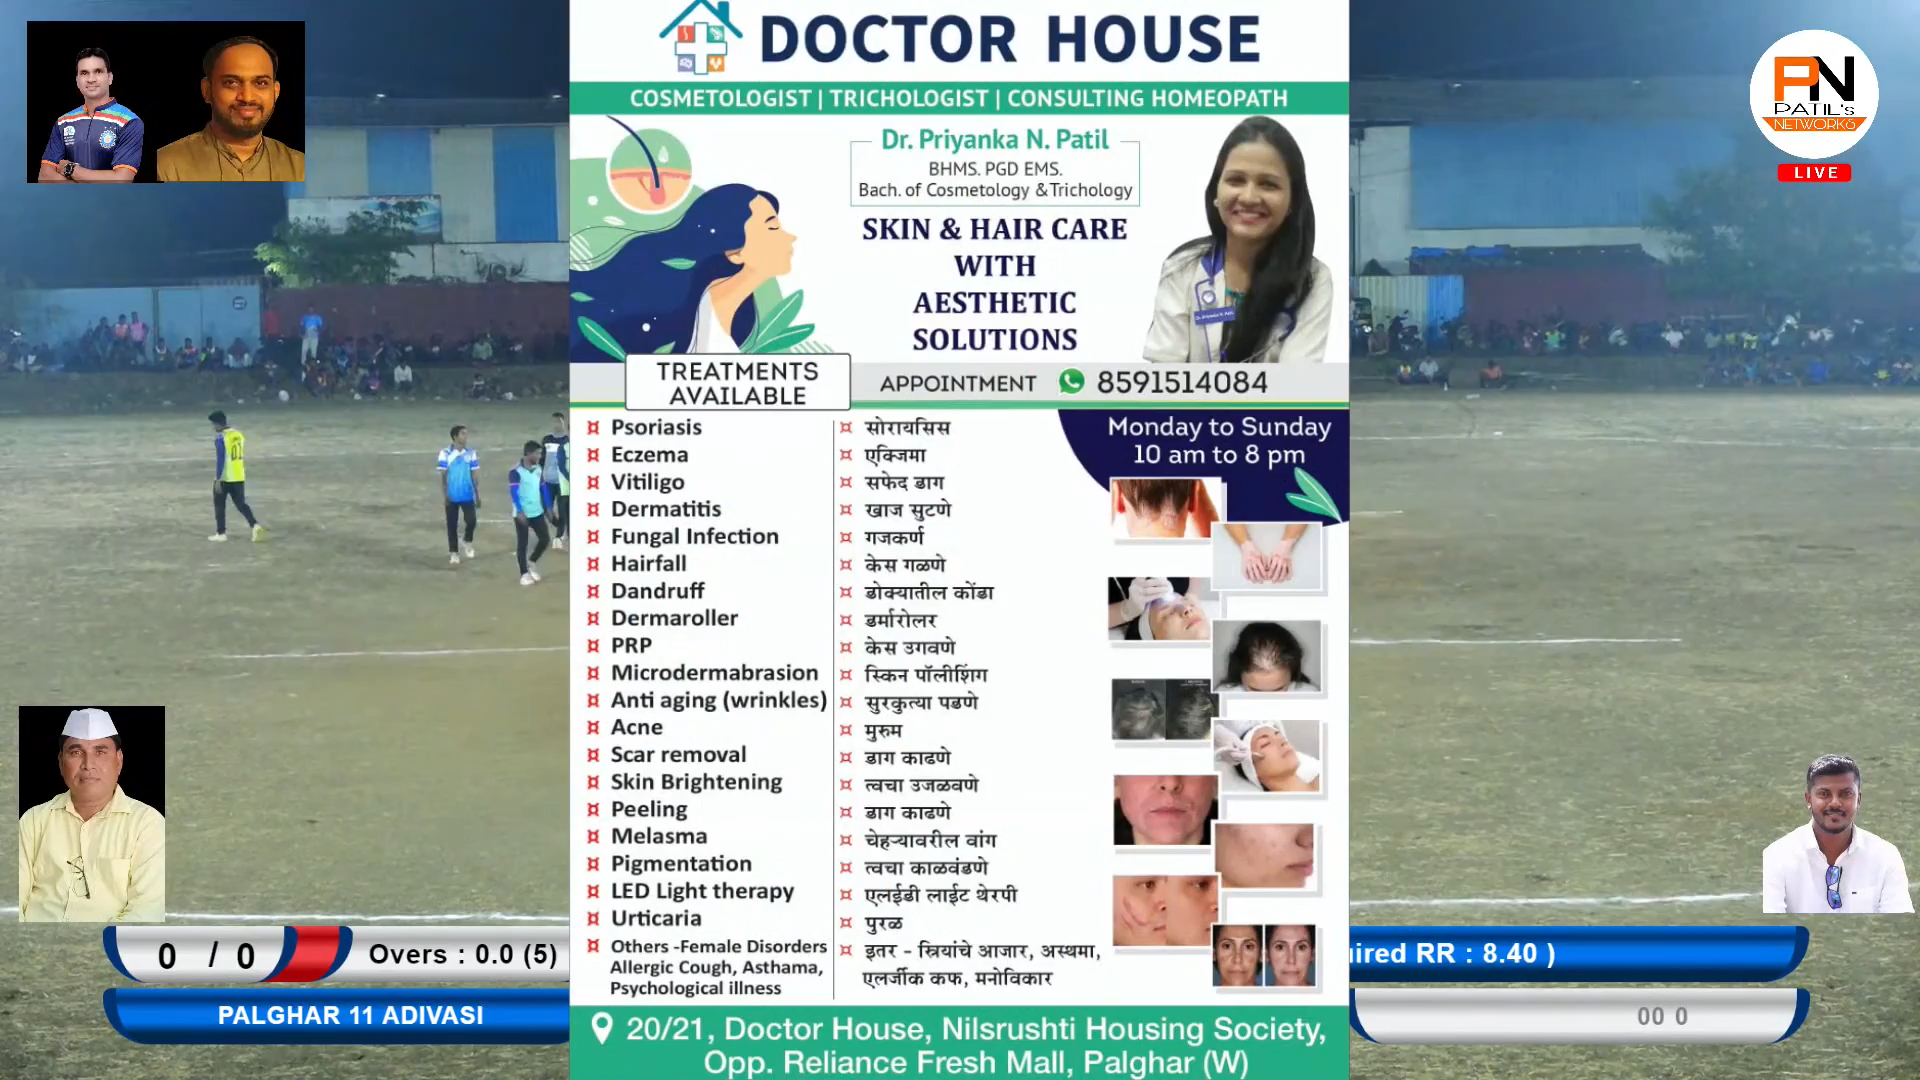 DOCTOR HOUSE
COSMETOLOGIST | TRICHOLOGIST | CONSULTING HOMEOPATH
Dr. Priyanka N. Patil
BHMS. PGD EMS.
Bach. of Cosmetology &Trichology
SKIN & HAIR CARE
WITH
AESTHETIC
SOLUTIONS
PN
PATIL's
NETWORKS
LIVE
TREATMENTS
AVAILABLE
APPOINTMENT 8591514084
Monday to Sunday
10 am to 8 pm
Psoriasis
Eczema
Vitiligo
Dermatitis
Fungal Infection
Hairfall
Dandruff
Dermaroller
PRP
Microdermabrasion
Anti aging (wrinkles)
Acne
Scar removal
Skin Brightening
Peeling
Melasma
Pigmentation
LED Light therapy
Urticaria
Others -Female Disorders
Allergic Cough, Asthama,
Psychological illness
सोरायसिस
एक्जिमा
सफेद डाग
खाज सुटणे
गजकर्ण
केस गळणे
डोक्यातील कोंडा
डर्मारोलर
केस उगवणे
स्किन पॉलीशिंग
सुरकुत्या पडणे
मुरुम
डाग काढणे
त्वचा उजळवणे
डाग काढणे
चेहऱ्यावरील वांग
त्वचा काळवंडणे
एलईडी लाईट थेरपी
पुरळ
इतर - स्रियांचे आजार, अस्थमा,
एलर्जीक कफ, मनोविकार
20/21, Doctor House, Nilsrushti Housing Society,
Opp. Reliance Fresh Mall, Palghar (W)
0 / 0 Overs : 0.0 (5)
PALGHAR 11 ADIVASI
uired RR : 8.40 )
00 0